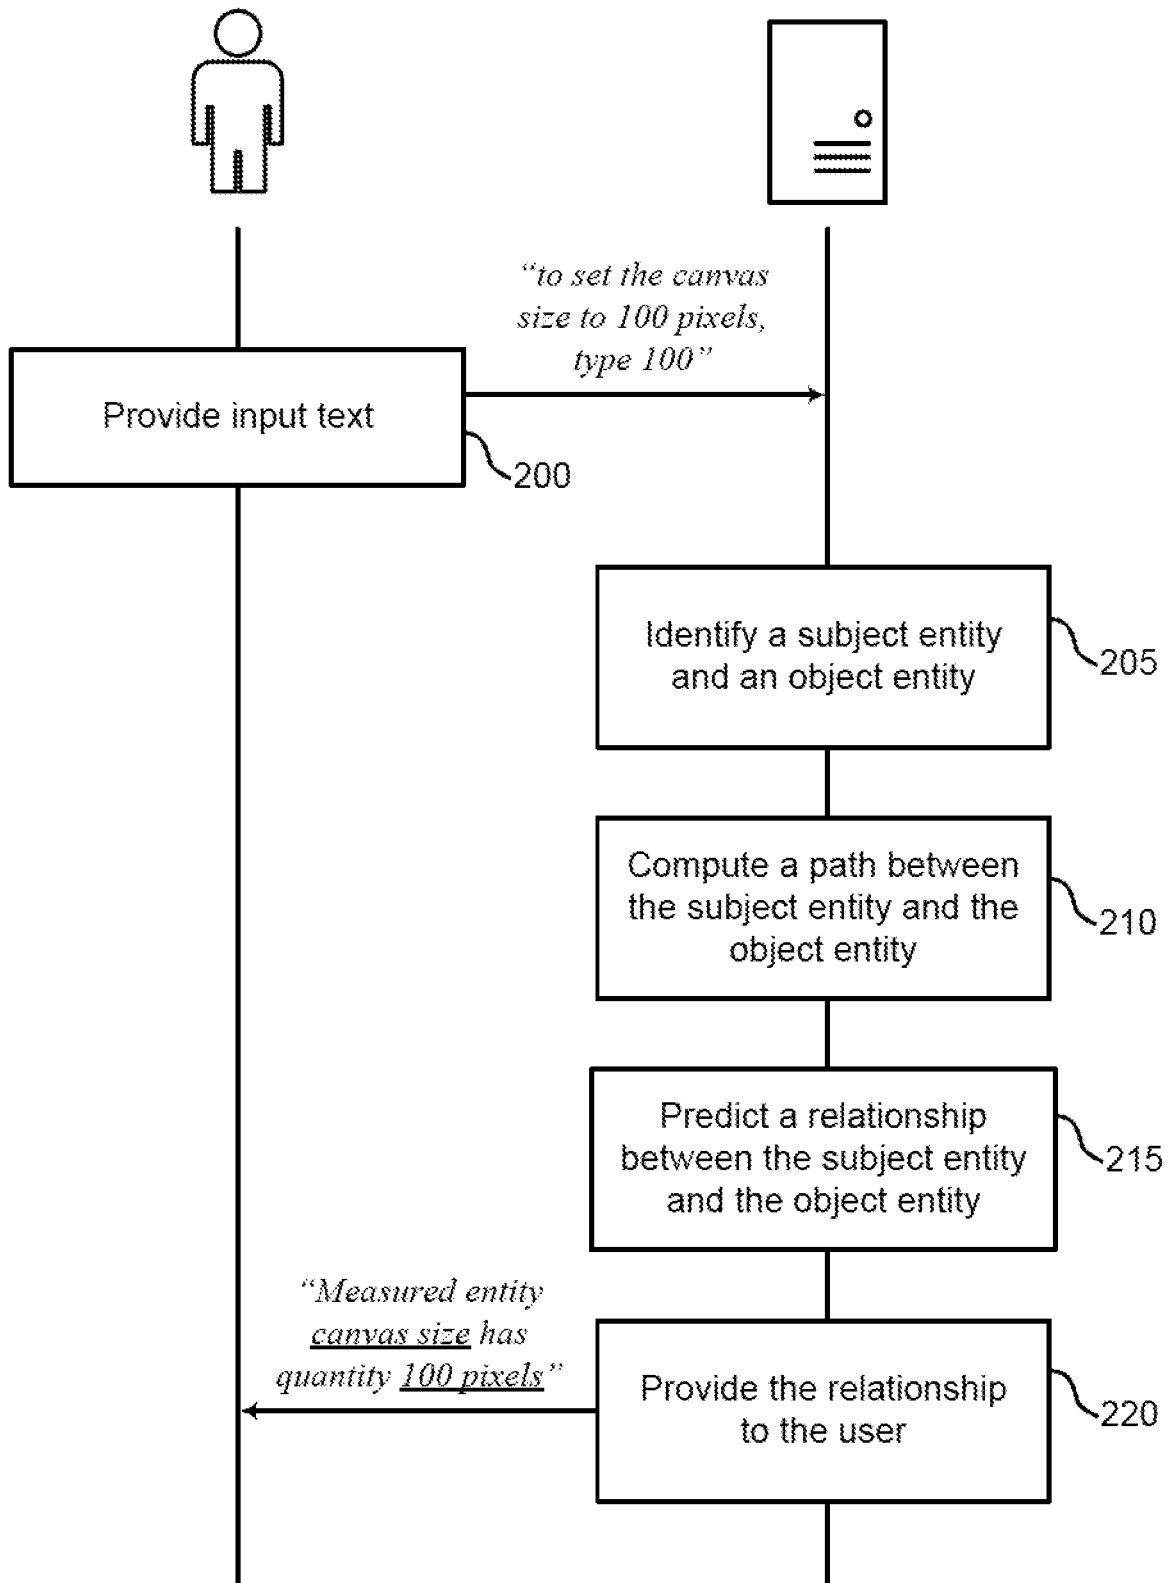 “to set the canvas
size to 100 pixels,
type 100”
Provide input text
200
Identify a subject entity
and an object entity
205
Compute a path between
the subject entity and the
object entity
210
Predict a relationship
between the subject entity
and the object entity
215
“Measured entity
canvas size has
quantity 100 pixels”
Provide the relationship
to the user
220